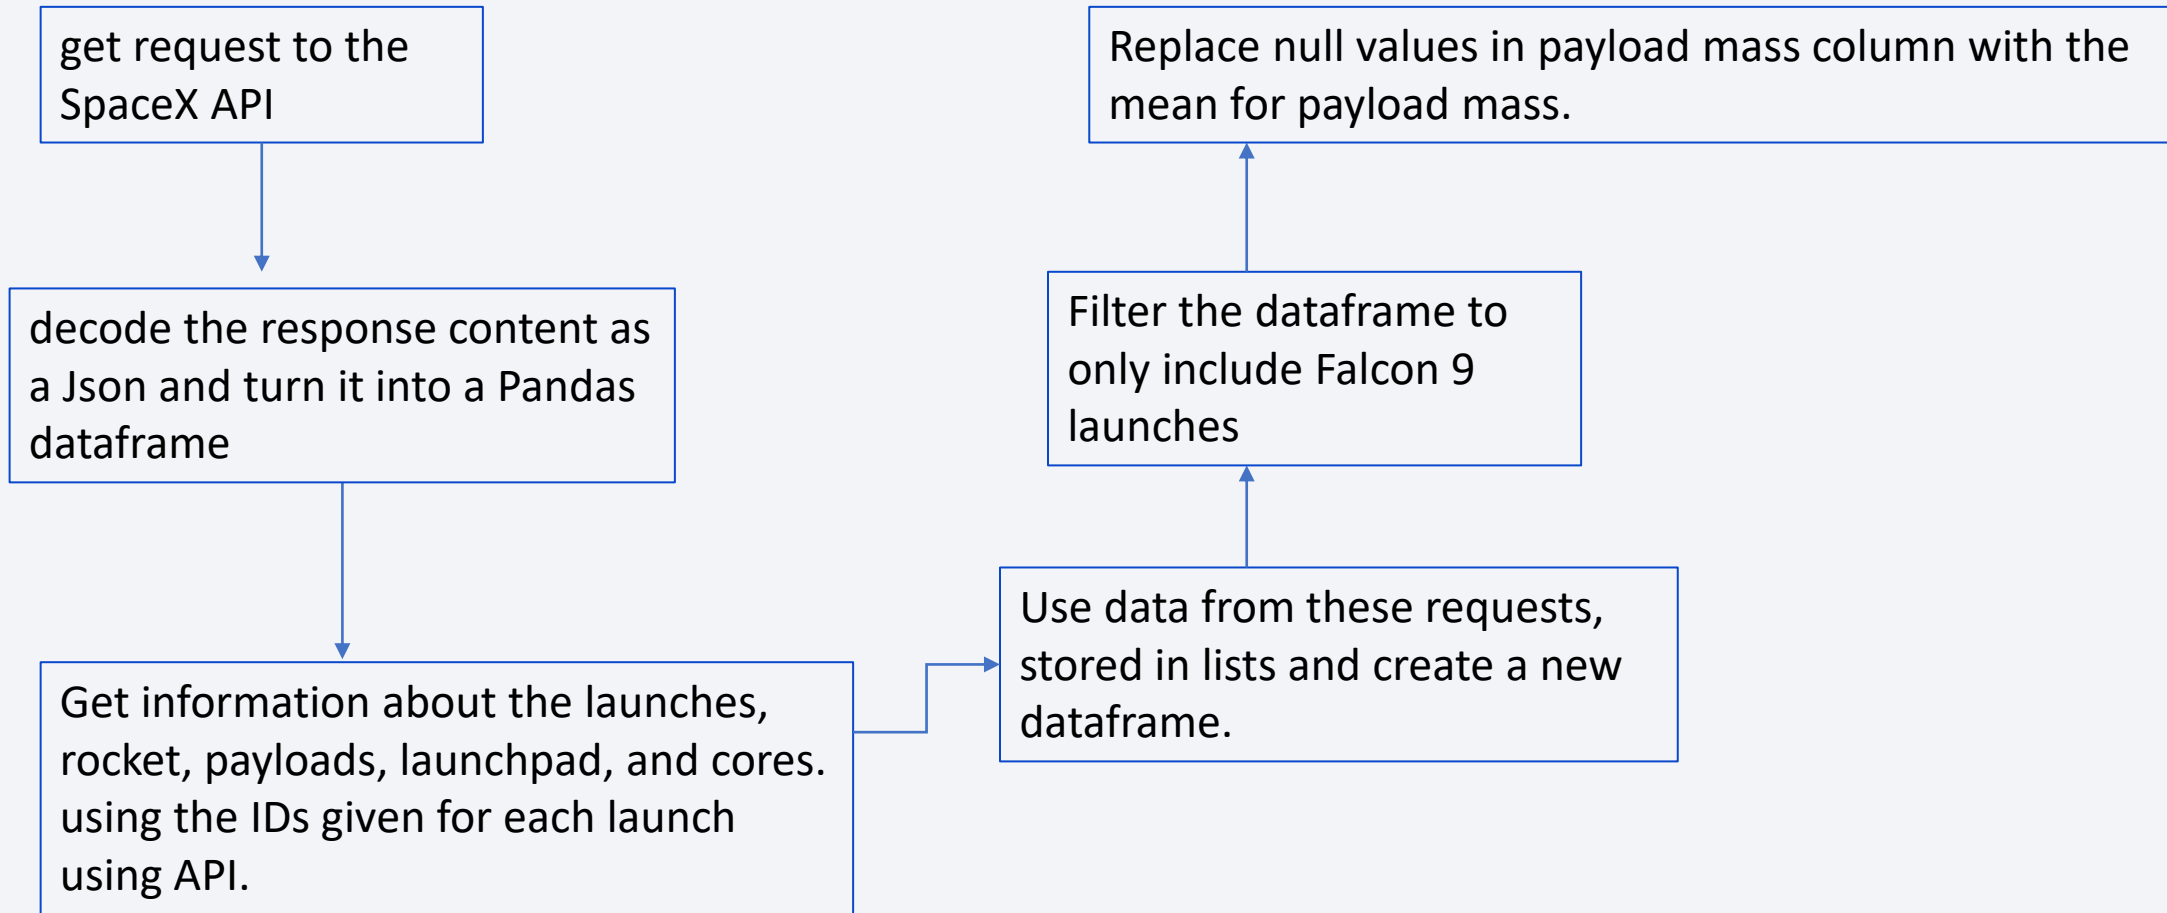 get request to the
SpaceX API
decode the response content as
a Json and turn it into a Pandas
dataframe
Get information about the launches,
rocket, payloads, launchpad, and cores.
using the IDs given for each launch
using API.
Use data from these requests,
stored in lists and create a new
dataframe.
Filter the dataframe to
only include Falcon 9
launches
Replace null values in payload mass column with the
mean for payload mass.